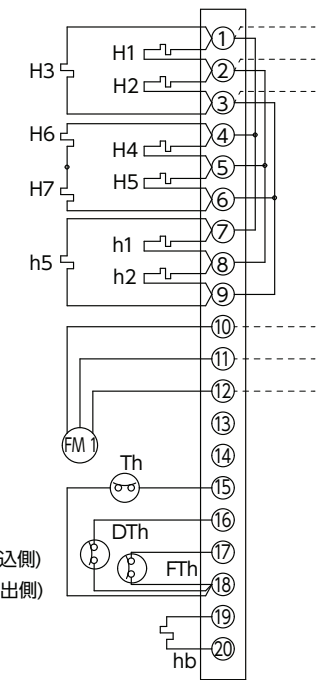 ①
H1
②
H3
H2
③
H6
④
H4
⑤
H7
H5
⑥
⑦
h1
h5
⑧
h2
⑨
⑩
⑪
⑫
FM 1
⑬
⑭
Th
⑮
⑯
DTh
⑰
込側)
FTh
⑱
出側)
⑲
hb
⑳